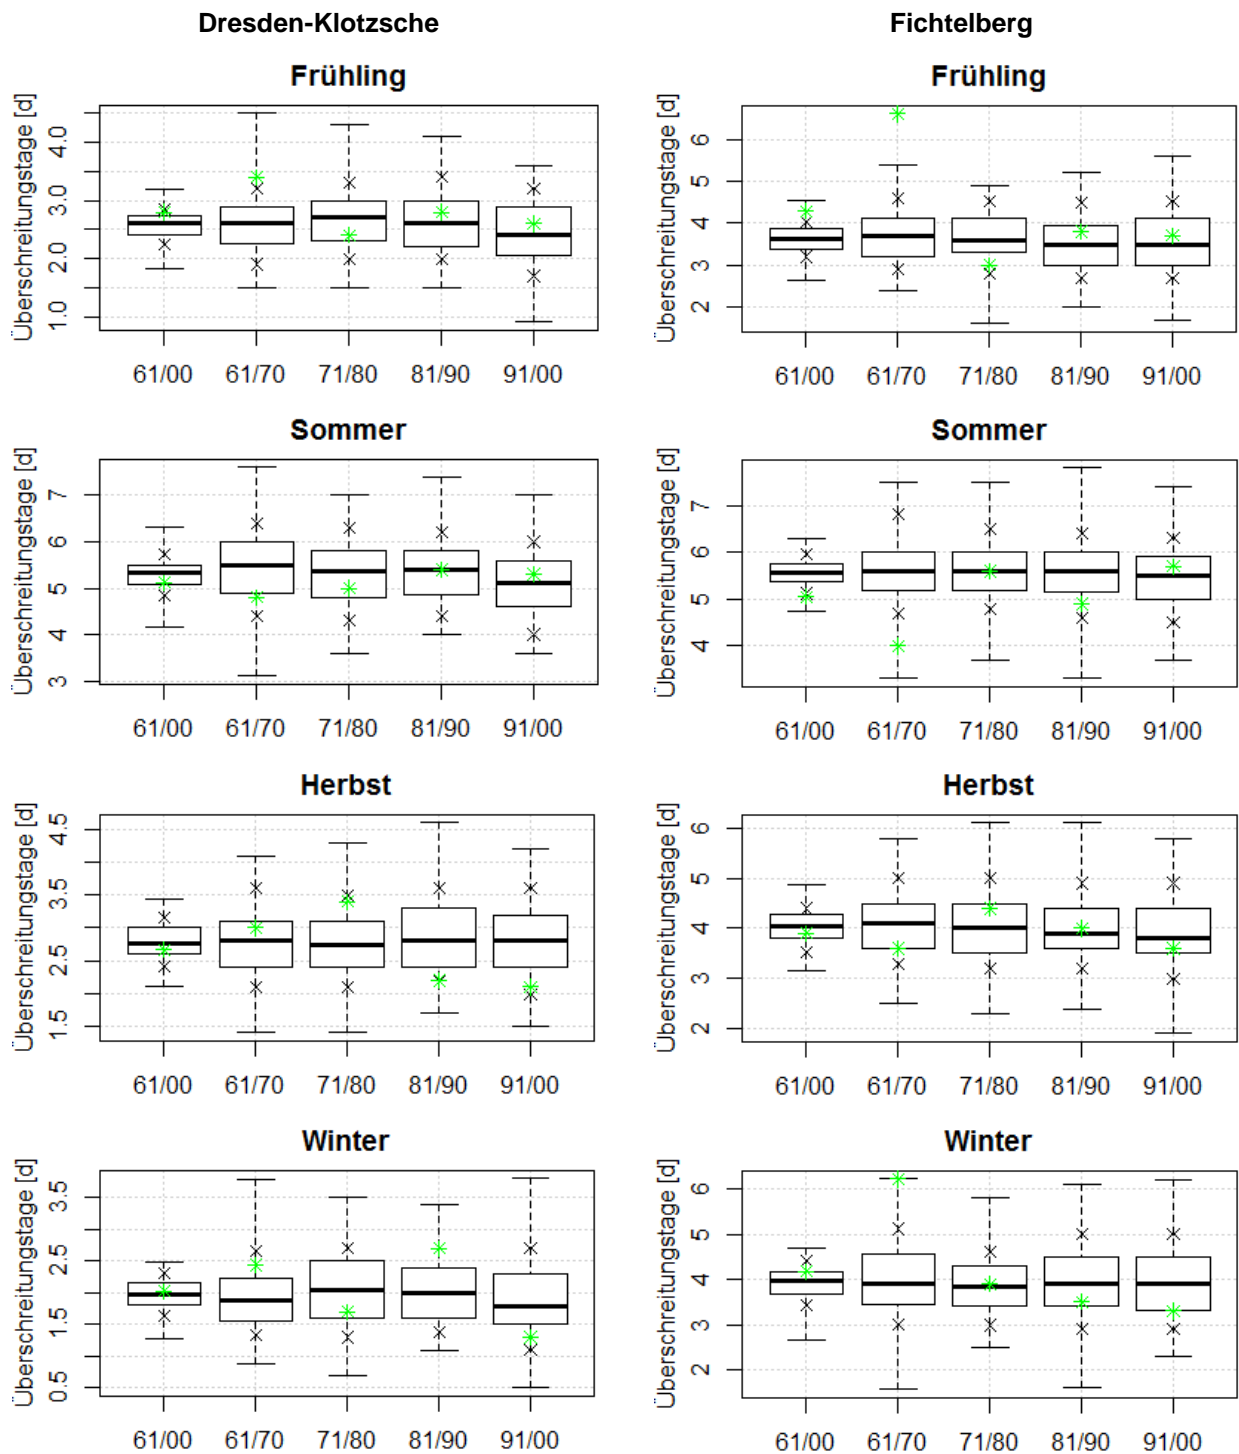 Dresden-Klotzsche
Fichtelberg
Frühling
Überschreitungstage [d]
4.0
3.0
2.0
1.0
61/00 61/70 71/80 81/90 91/00
Frühling
Überschreitungstage [d]
6
5
4
3
2
61/00 61/70 71/80 81/90 91/00
Sommer
Überschreitungstage [d]
7
6
5
4
3
61/00 61/70 71/80 81/90 91/00
Sommer
Überschreitungstage [d]
7
6
5
4
61/00 61/70 71/80 81/90 91/00
Herbst
Überschreitungstage [d]
4.5
3.5
2.5
1.5
61/00 61/70 71/80 81/90 91/00
Herbst
Überschreitungstage [d]
6
5
4
3
2
61/00 61/70 71/80 81/90 91/00
Winter
Überschreitungstage [d]
3.5
2.5
1.5
0.5
61/00 61/70 71/80 81/90 91/00
Winter
Überschreitungstage [d]
6
5
4
3
2
61/00 61/70 71/80 81/90 91/00